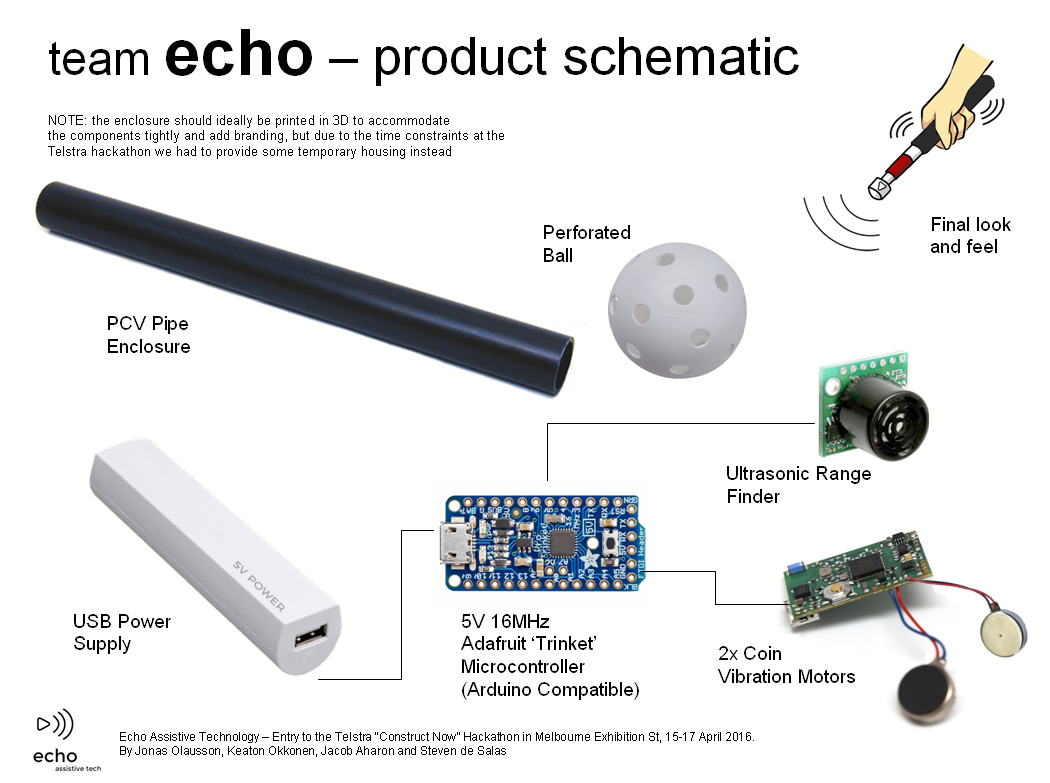 team echo – product schematic
NOTE: the enclosure should ideally be printed in 3D to accommodate
the components tightly and add branding, but due to the time constraints at the
Telstra hackathon we had to provide some temporary housing instead
Final look
and feel
Perforated
Ball
PCV Pipe
Enclosure
Ultrasonic Range
Finder
5V POWER
USB Power
Supply
5V 16MHz
Adafruit ‘Trinket’
Microcontroller
(Arduino Compatible)
2x Coin
Vibration Motors
echo
assistive tech
Echo Assistive Technology – Entry to the Telstra "Construct Now" Hackathon in Melbourne Exhibition St, 15-17 April 2016.
By Jonas Olausson, Keaton Okkonen, Jacob Aharon and Steven de Salas